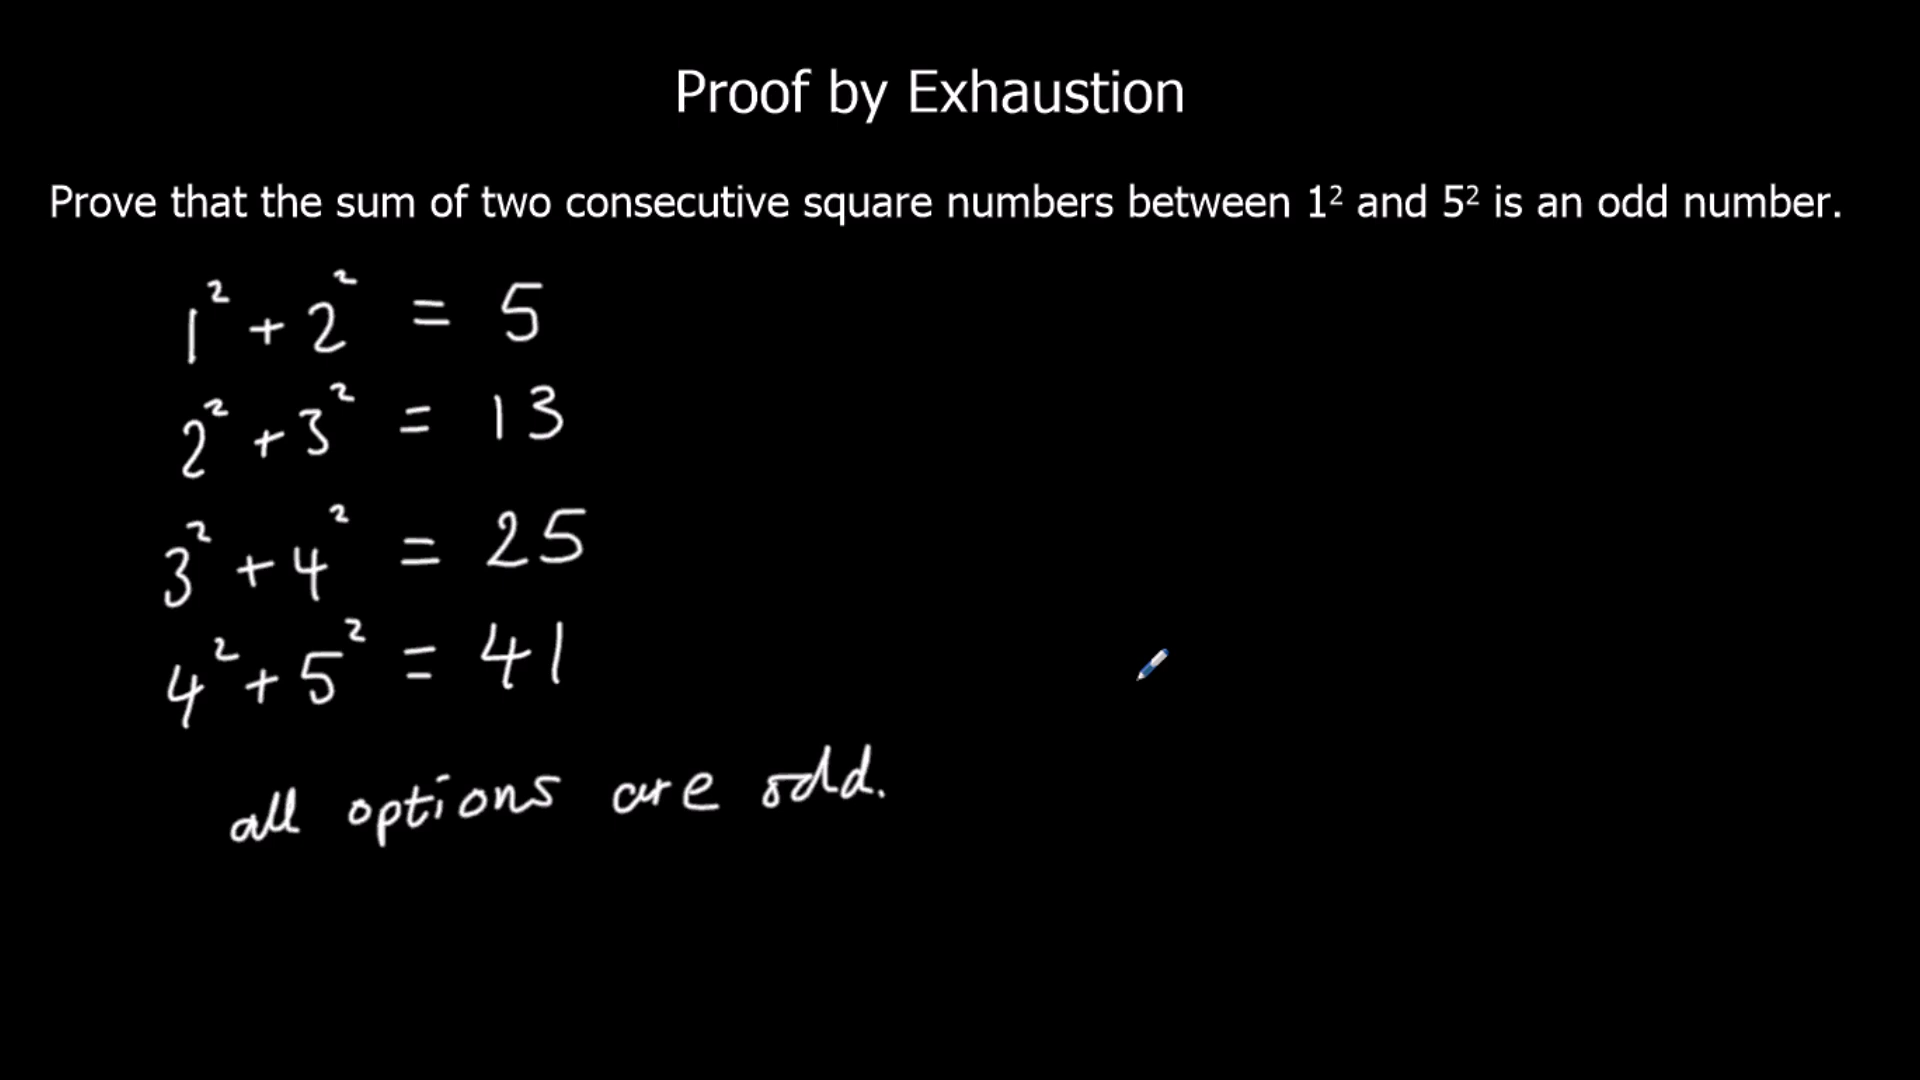 Proof by Exhaustion
Prove that the sum of two consecutive square numbers between 1² and 5² is an odd number.
1² + 2² = 5
2² + 3² = 13
3² + 4² = 25
4² + 5² = 41
all options are odd.